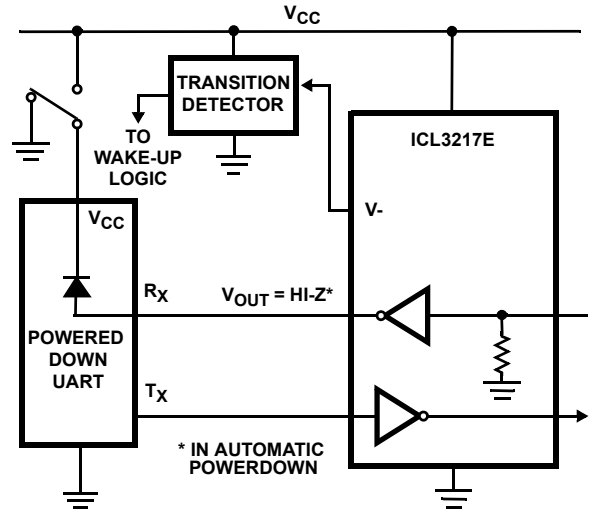 VCC
TRANSITION
DETECTOR
TO
WAKE-UP
LOGIC
ICL3217E
V-
VCC
RX
VOUT = HI-Z*
POWERED
DOWN
UART
TX
* IN AUTOMATIC
POWERDOWN